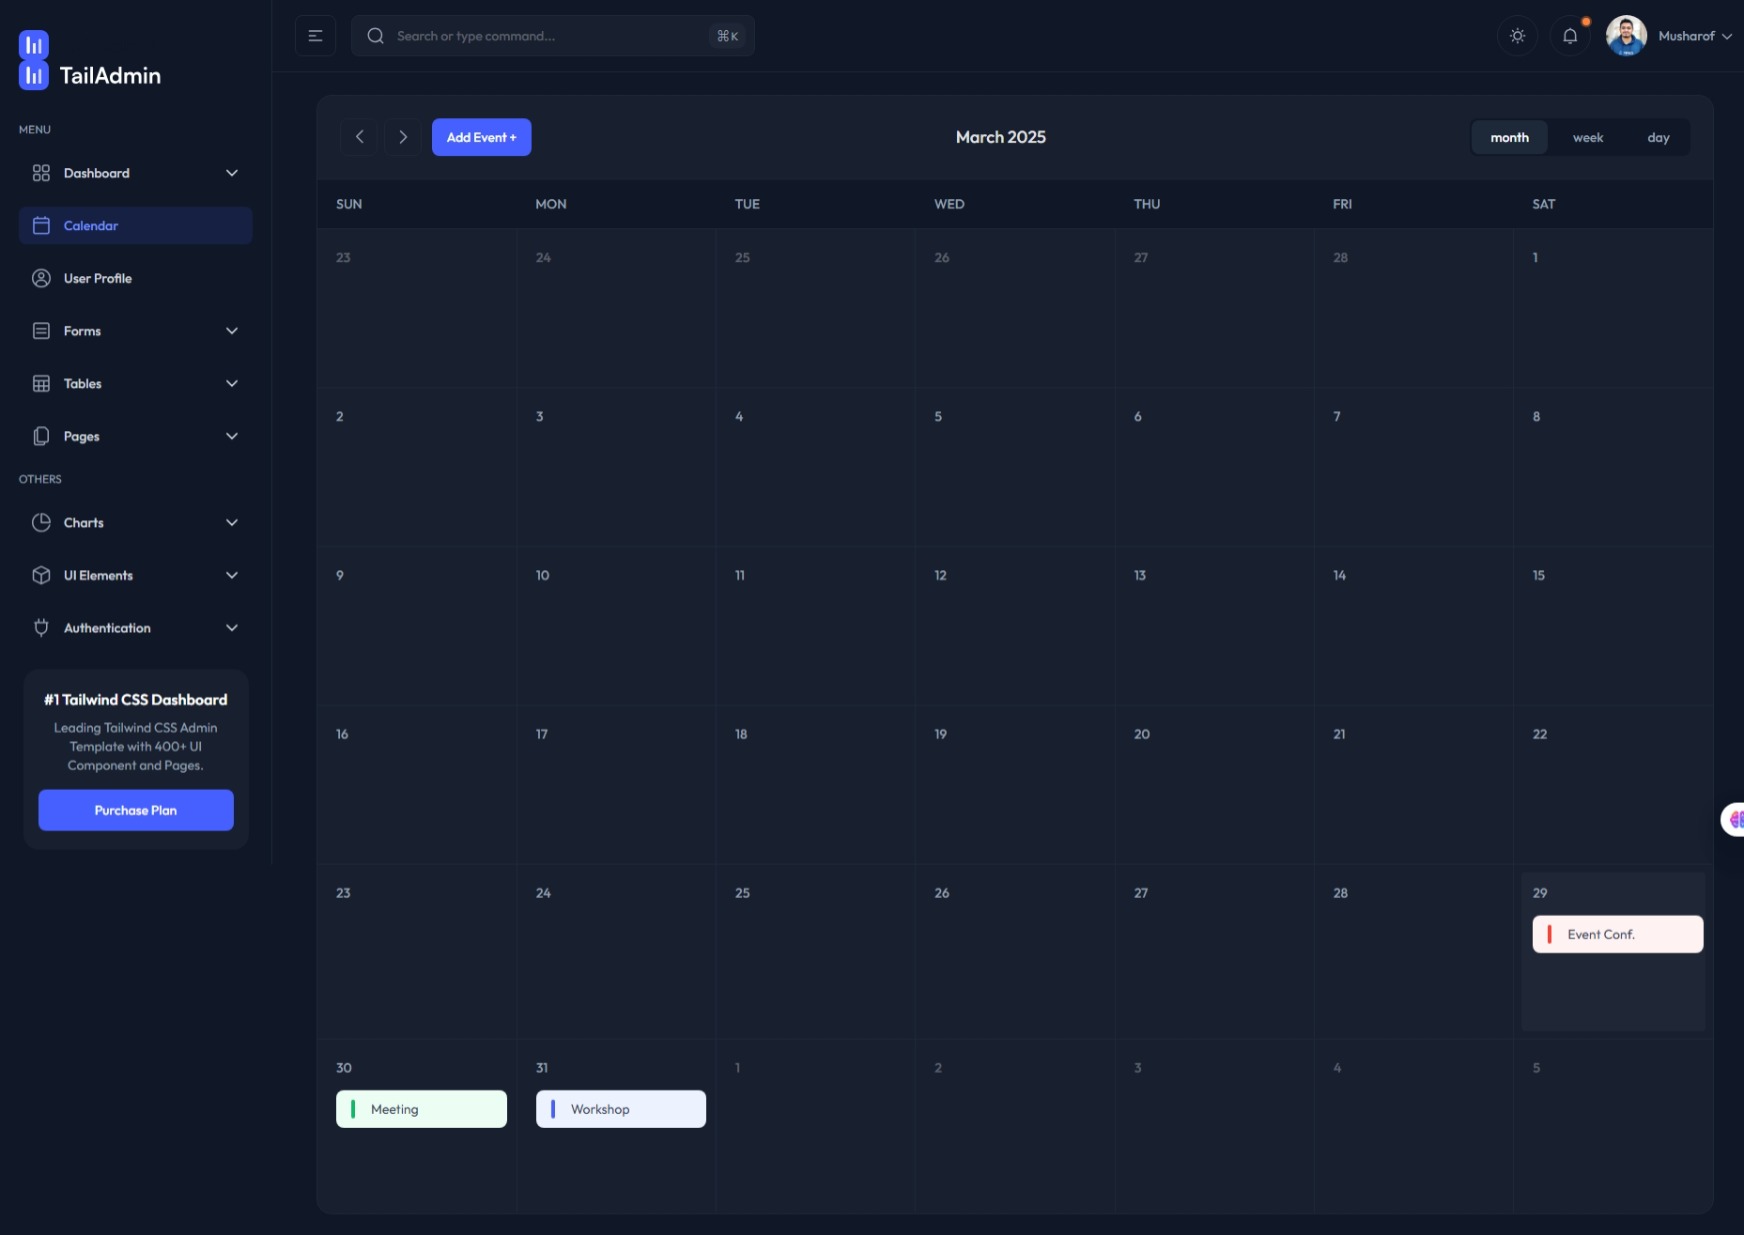 TailAdmin
MENU
Dashboard
Calendar
User Profile
Forms
Tables
Pages
OTHERS
Charts
UI Elements
Authentication
#1 Tailwind CSS Dashboard
Leading Tailwind CSS Admin
Template with 400+ UI
Component and Pages.
Purchase Plan
Search or type command... ⌘K
Musharof
Add Event +
March 2025
month week day
SUN MON TUE WED THU FRI SAT
23 24 25 26 27 28 1
2 3 4 5 6 7 8
9 10 11 12 13 14 15
16 17 18 19 20 21 22
23 24 25 26 27 28 29
Event Conf.
30 31 1 2 3 4 5
Meeting Workshop